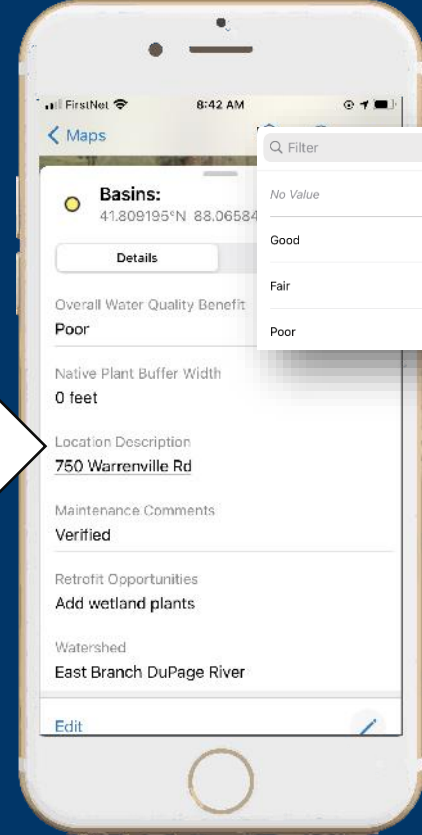 FirstNet 8:42 AM
Maps
Basins:
41.809195°N 88.06584
Details
Overall Water Quality Benefit
Poor
Native Plant Buffer Width
0 feet
Location Description
750 Warrenville Rd
Maintenance Comments
Verified
Retrofit Opportunities
Add wetland plants
Watershed
East Branch DuPage River
Edit
Filter
No Value
Good
Fair
Poor